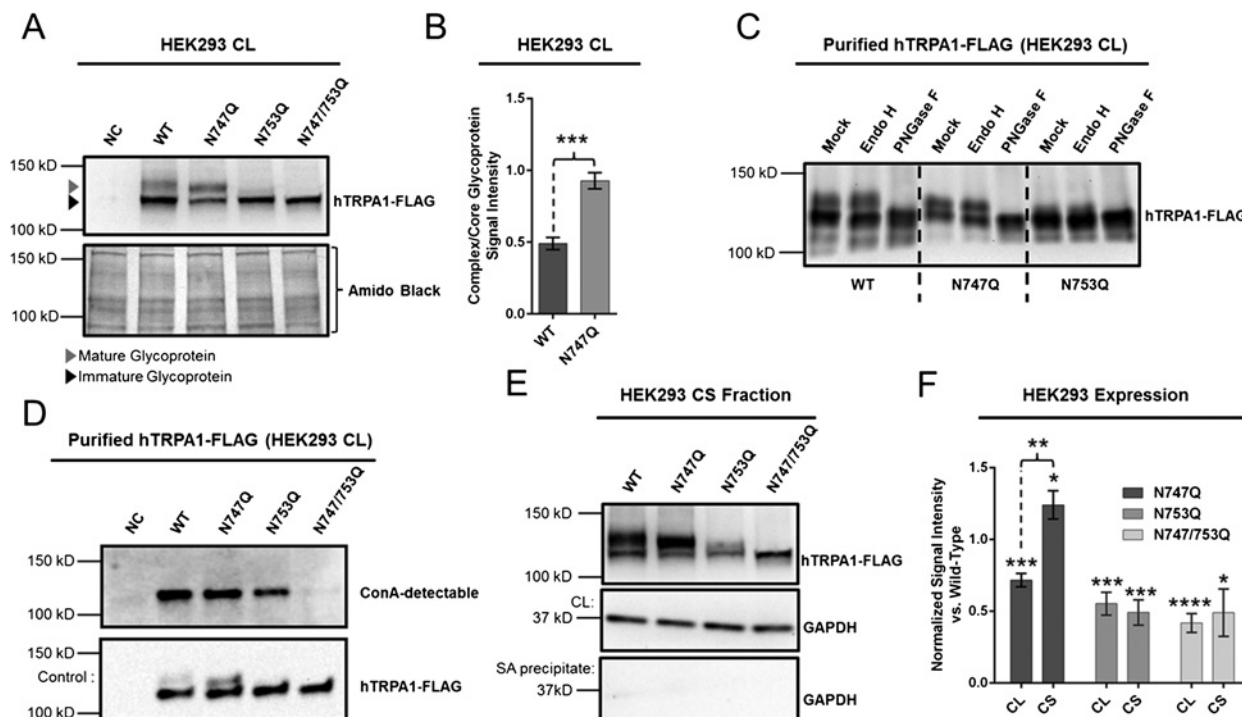 A
HEK293 CL
NC
WT
N747Q
N753Q
N747/753Q
150 kD
100 kD
hTRPA1-FLAG
150 kD
100 kD
Amido Black
Mature Glycoprotein
Immature Glycoprotein
B
HEK293 CL
Complex/Core Glycoprotein
Signal Intensity
1.5
1.0
0.5
0.0
***
WT
N747Q
C
Purified hTRPA1-FLAG (HEK293 CL)
Mock
Endo H
PNGase F
Mock
Endo H
PNGase F
Mock
Endo H
PNGase F
150 kD
100 kD
hTRPA1-FLAG
WT
N747Q
N753Q
D
Purified hTRPA1-FLAG (HEK293 CL)
NC
WT
N747Q
N753Q
N747/753Q
150 kD
100 kD
ConA-detectable
150 kD
Control :
100 kD
hTRPA1-FLAG
E
HEK293 CS Fraction
WT
N747Q
N753Q
N747/753Q
150 kD
100 kD
hTRPA1-FLAG
CL:
37 kD
GAPDH
SA precipitate:
37kD
GAPDH
F
HEK293 Expression
Normalized Signal Intensity
vs. Wild-Type
1.5
1.0
0.5
0.0
**
*
***
***
***
****
*
N747Q
N753Q
N747/753Q
CL
CS
CL
CS
CL
CS